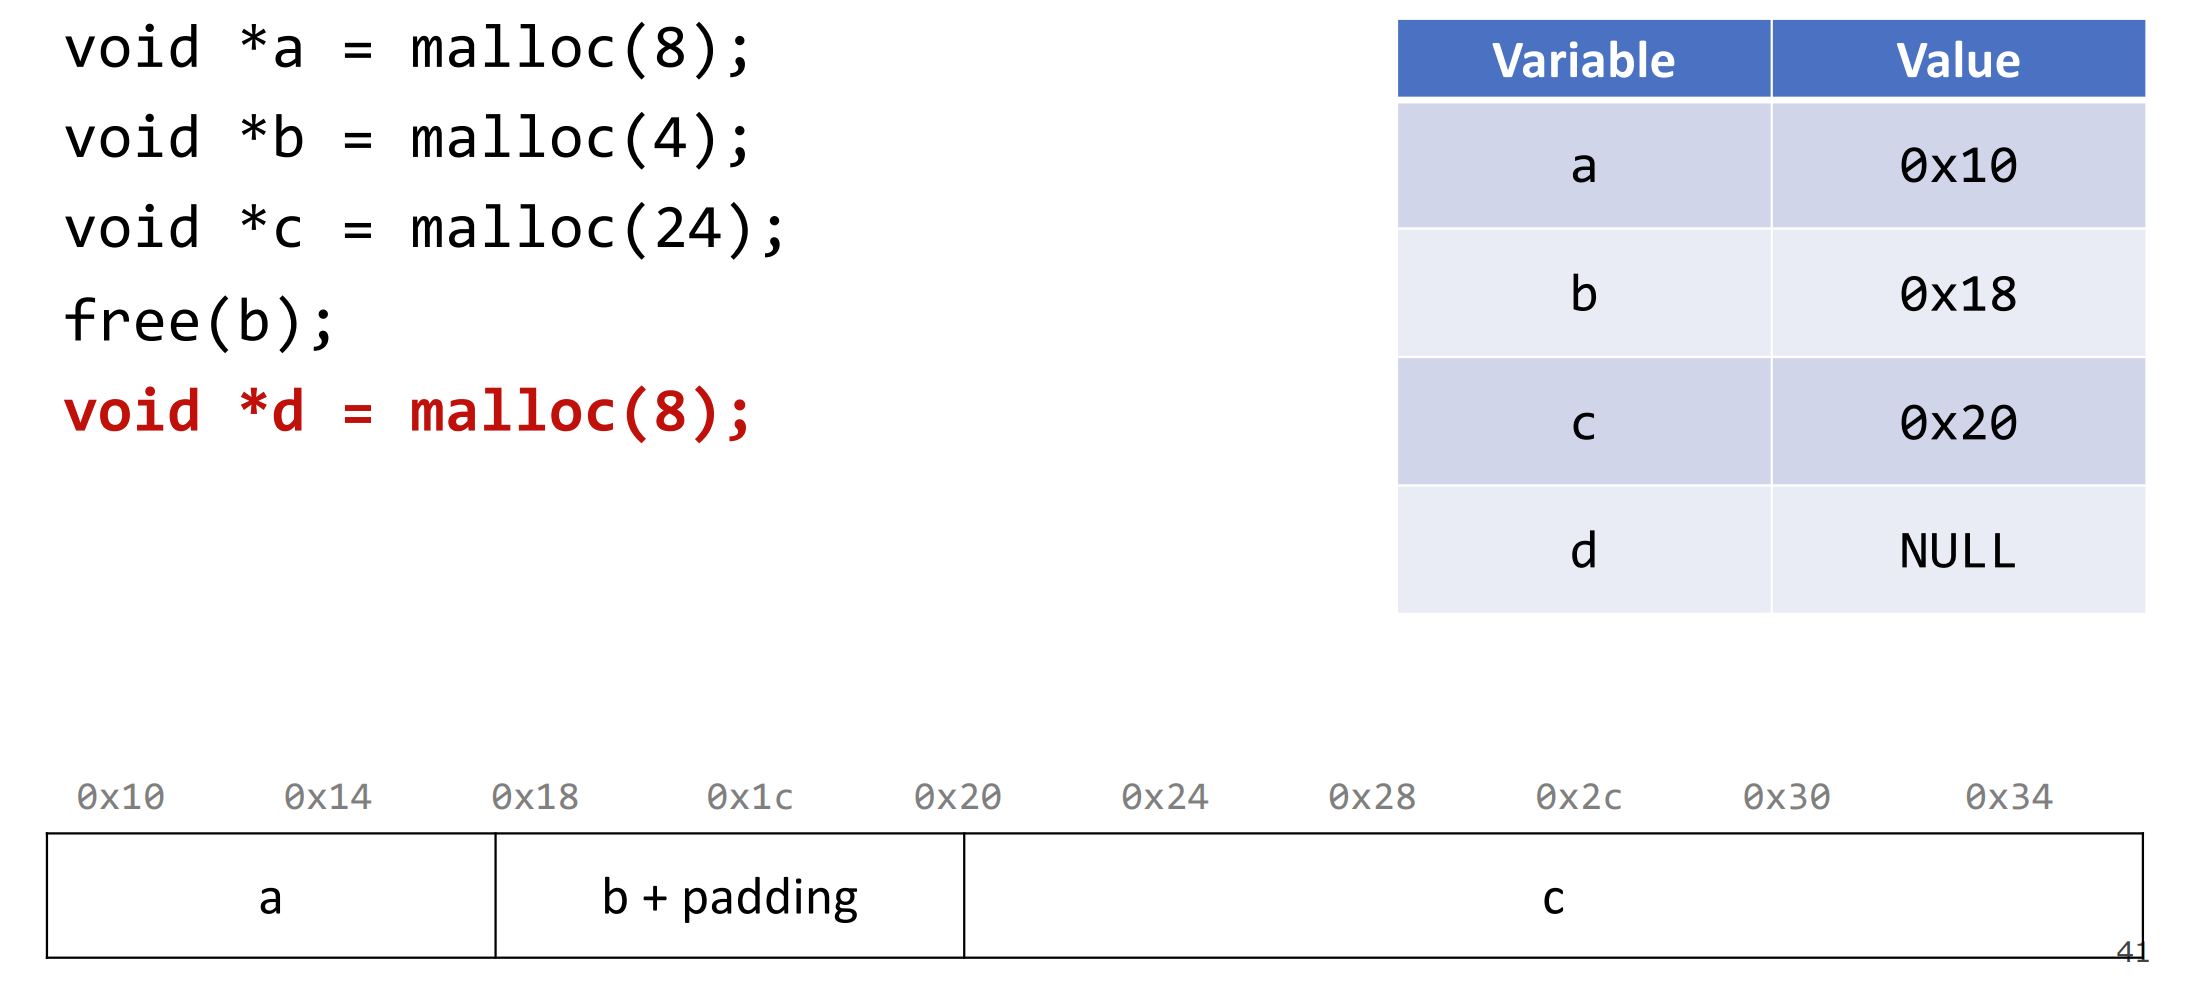 void *a = malloc(8);
void *b = malloc(4);
void *c = malloc(24);
free(b);
void *d = malloc(8);
Variable Value
a 0x10
b 0x18
c 0x20
d NULL
0x10 0x14 0x18 0x1c 0x20 0x24 0x28 0x2c 0x30 0x34
a b + padding c
41